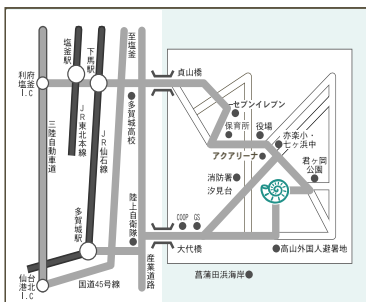 至塩釜
下馬駅
塩釜駅
利府
塩釜
I.C
貞山橋
セブンイレブン
保育所
役場
亦楽小・
七ヶ浜中
アクアリーナ
君ヶ岡
公園
消防署
汐見台
多賀城高校
JR仙石線
JR東北本線
三陸自動車道
多賀城駅
陸上自衛隊
COOP
GS
大代橋
高山外国人避暑地
仙台
港北
I.C
国道45号線
産業道路
菖蒲田浜海岸